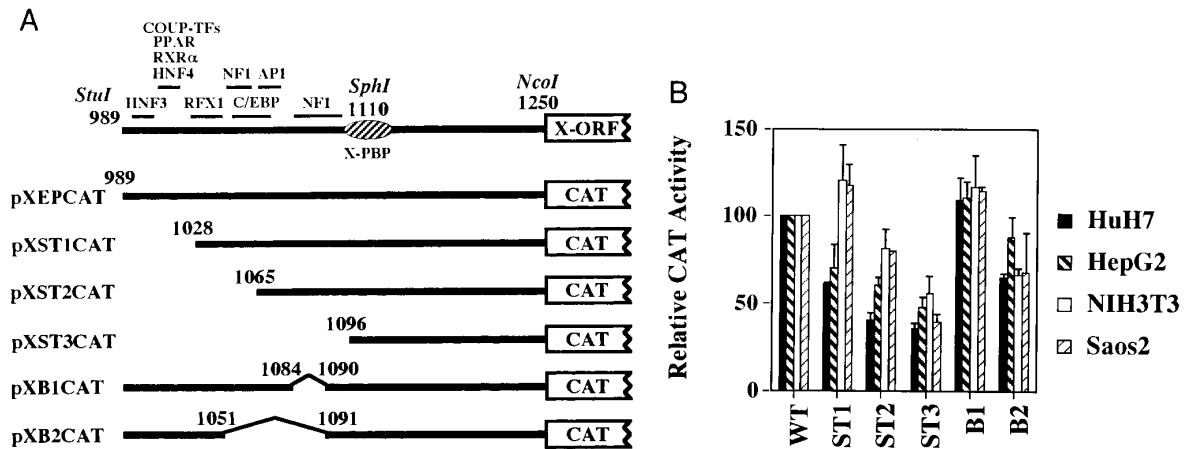 A
COUP-TFs
PPAR
RXRα
HNF4
NF1 AP1
StuI
HNF3 RFX1 C/EBP NF1
SphI
1110
NcoI
1250
989
X-ORF
X-PBP
989
pXEPCAT CAT
1028
pXST1CAT CAT
1065
pXST2CAT CAT
1096
pXST3CAT CAT
1084 1090
pXB1CAT CAT
1051 1091
pXB2CAT CAT
B
Relative CAT Activity
150
100
50
0
WT ST1 ST2 ST3 B1 B2
HuH7
HepG2
NIH3T3
Saos2